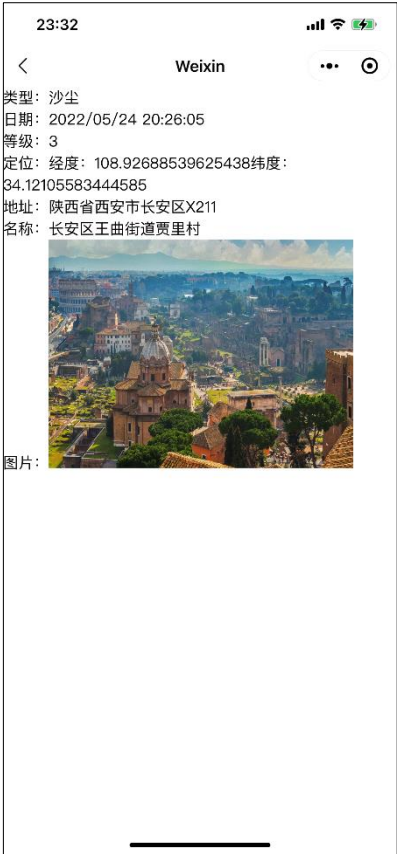 23:32
Weixin
类型：沙尘
日期：2022/05/24 20:26:05
等级：3
定位：经度：108.92688539625438纬度：
34.12105583444585
地址：陕西省西安市长安区X211
名称：长安区王曲街道贾里村
图片：